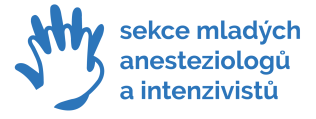 sekce mladých
anesteziologů
a intenzivistů